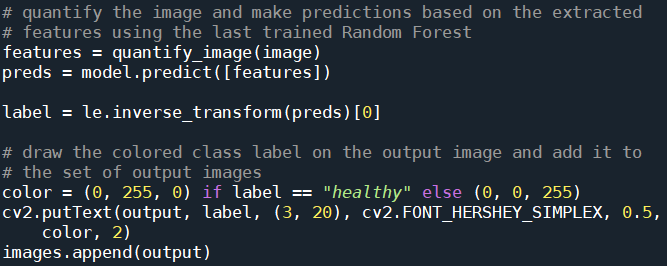 # quantify the image and make predictions based on the extracted
# features using the last trained Random Forest
features = quantify_image(image)
preds = model.predict([features])

label = le.inverse_transform(preds)[0]

# draw the colored class label on the output image and add it to
# the set of output images
color = (0, 255, 0) if label == "healthy" else (0, 0, 255)
cv2.putText(output, label, (3, 20), cv2.FONT_HERSHEY_SIMPLEX, 0.5,
    color, 2)
images.append(output)